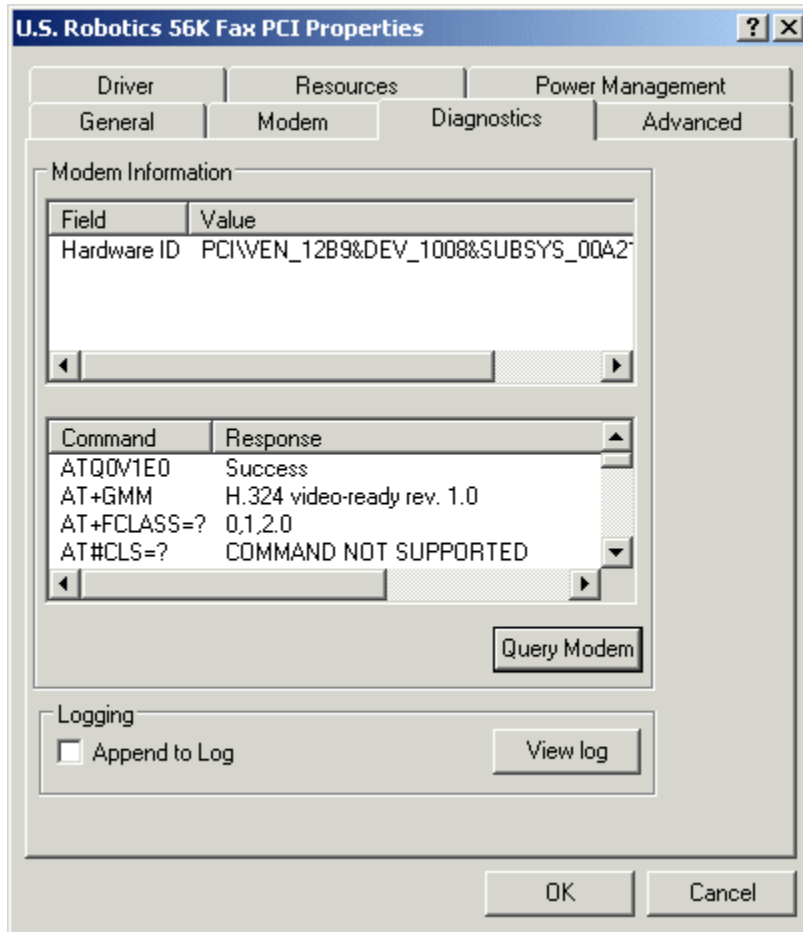 U.S. Robotics 56K Fax PCI Properties
Driver Resources Power Management
General Modem Diagnostics Advanced
Modem Information
Field Value
Hardware ID PCI\VEN_12B9&DEV_1008&SUBSYS_00A2
Command Response
ATQ0V1E0 Success
AT+GMM H.324 video-ready rev. 1.0
AT+FCLASS=? 0,1,2.0
AT#CLS=? COMMAND NOT SUPPORTED
Query Modem
Logging
Append to Log View log
OK Cancel